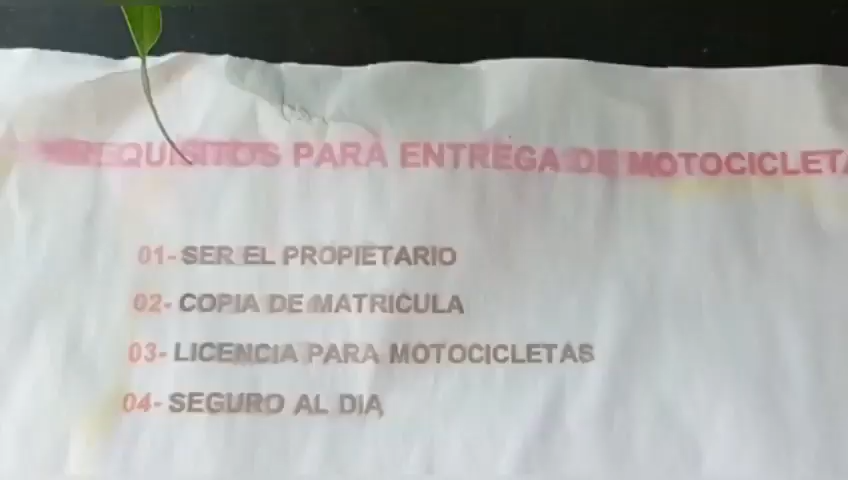 REQUISITOS PARA ENTREGA DE MOTOCICLETA
01- SER EL PROPIETARIO
02- COPIA DE MATRICULA
03- LICENCIA PARA MOTOCICLETAS
04- SEGURO AL DIA